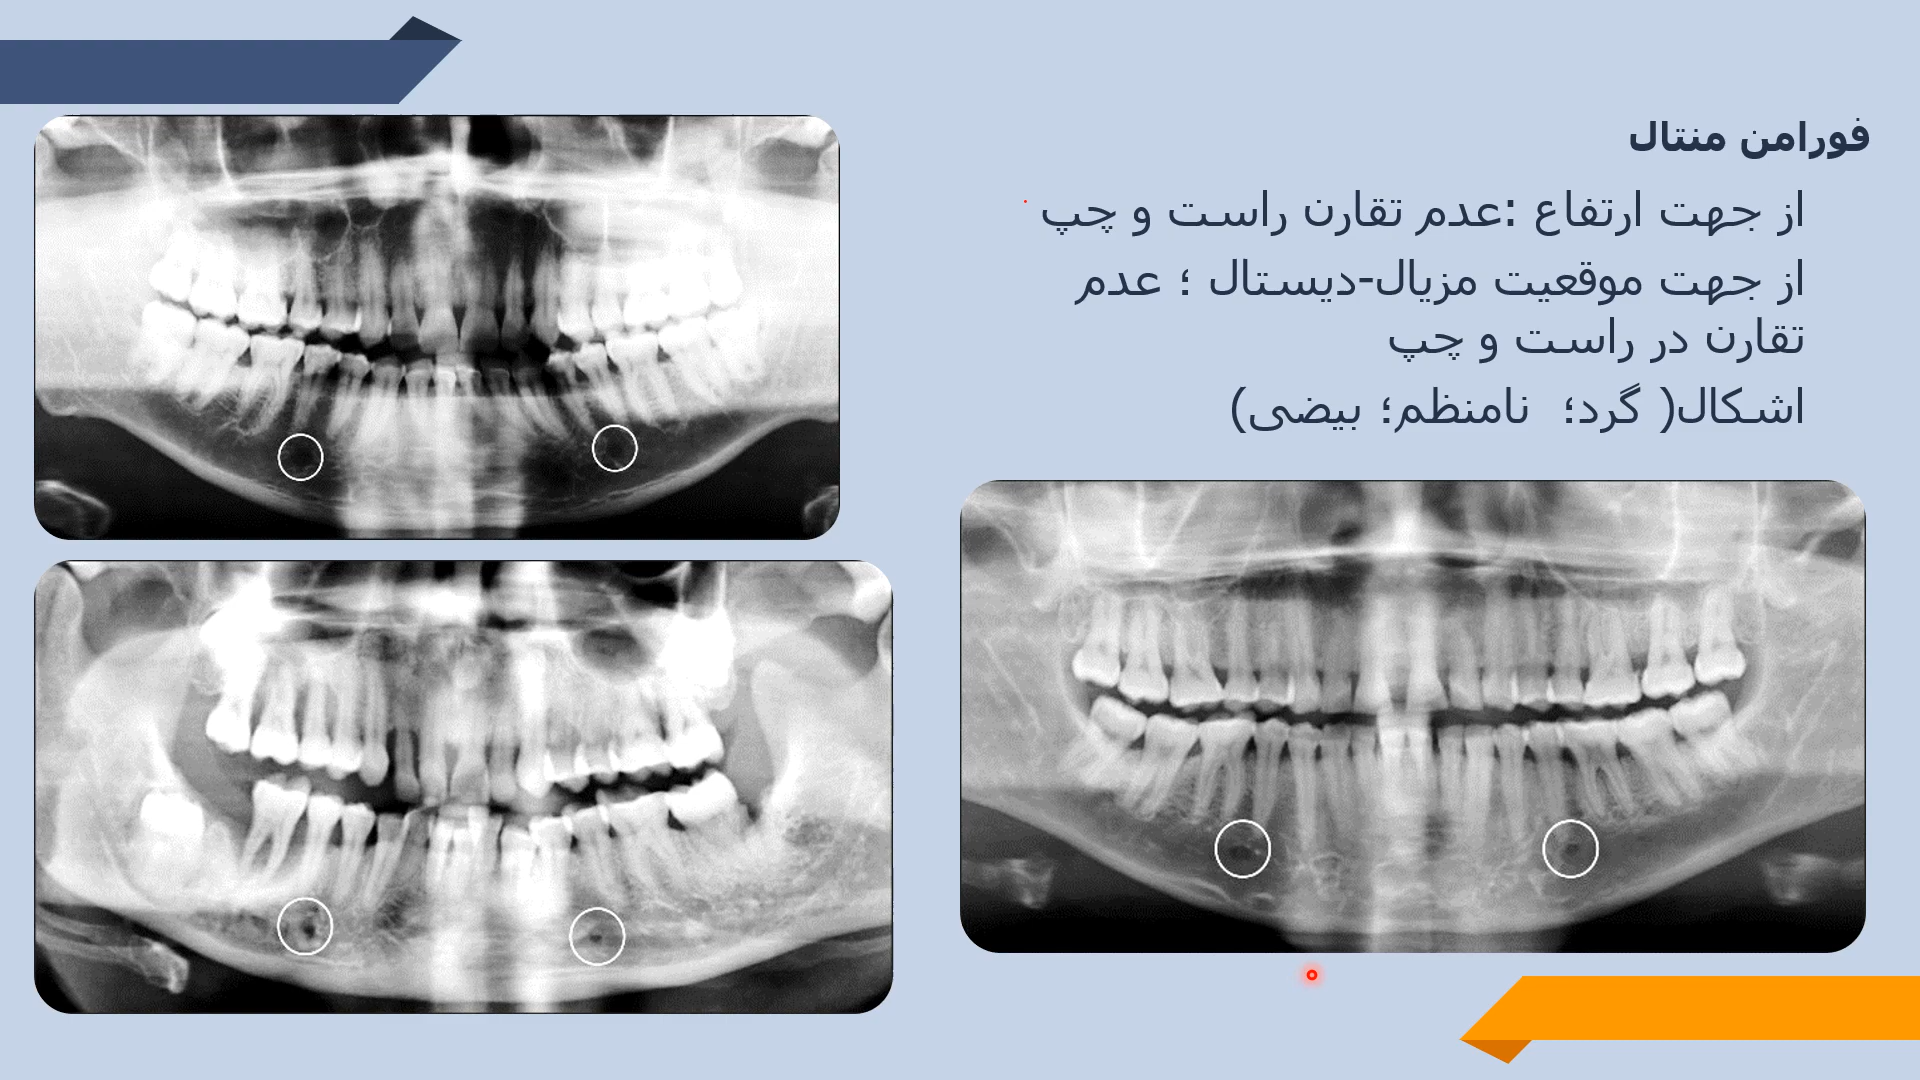 فورامن منتال
از جهت ارتفاع :عدم تقارن راست و چپ
از جهت موقعیت مزیال-دیستال ؛ عدم
تقارن در راست و چپ
اشکال( گرد؛ نامنظم؛ بیضی)